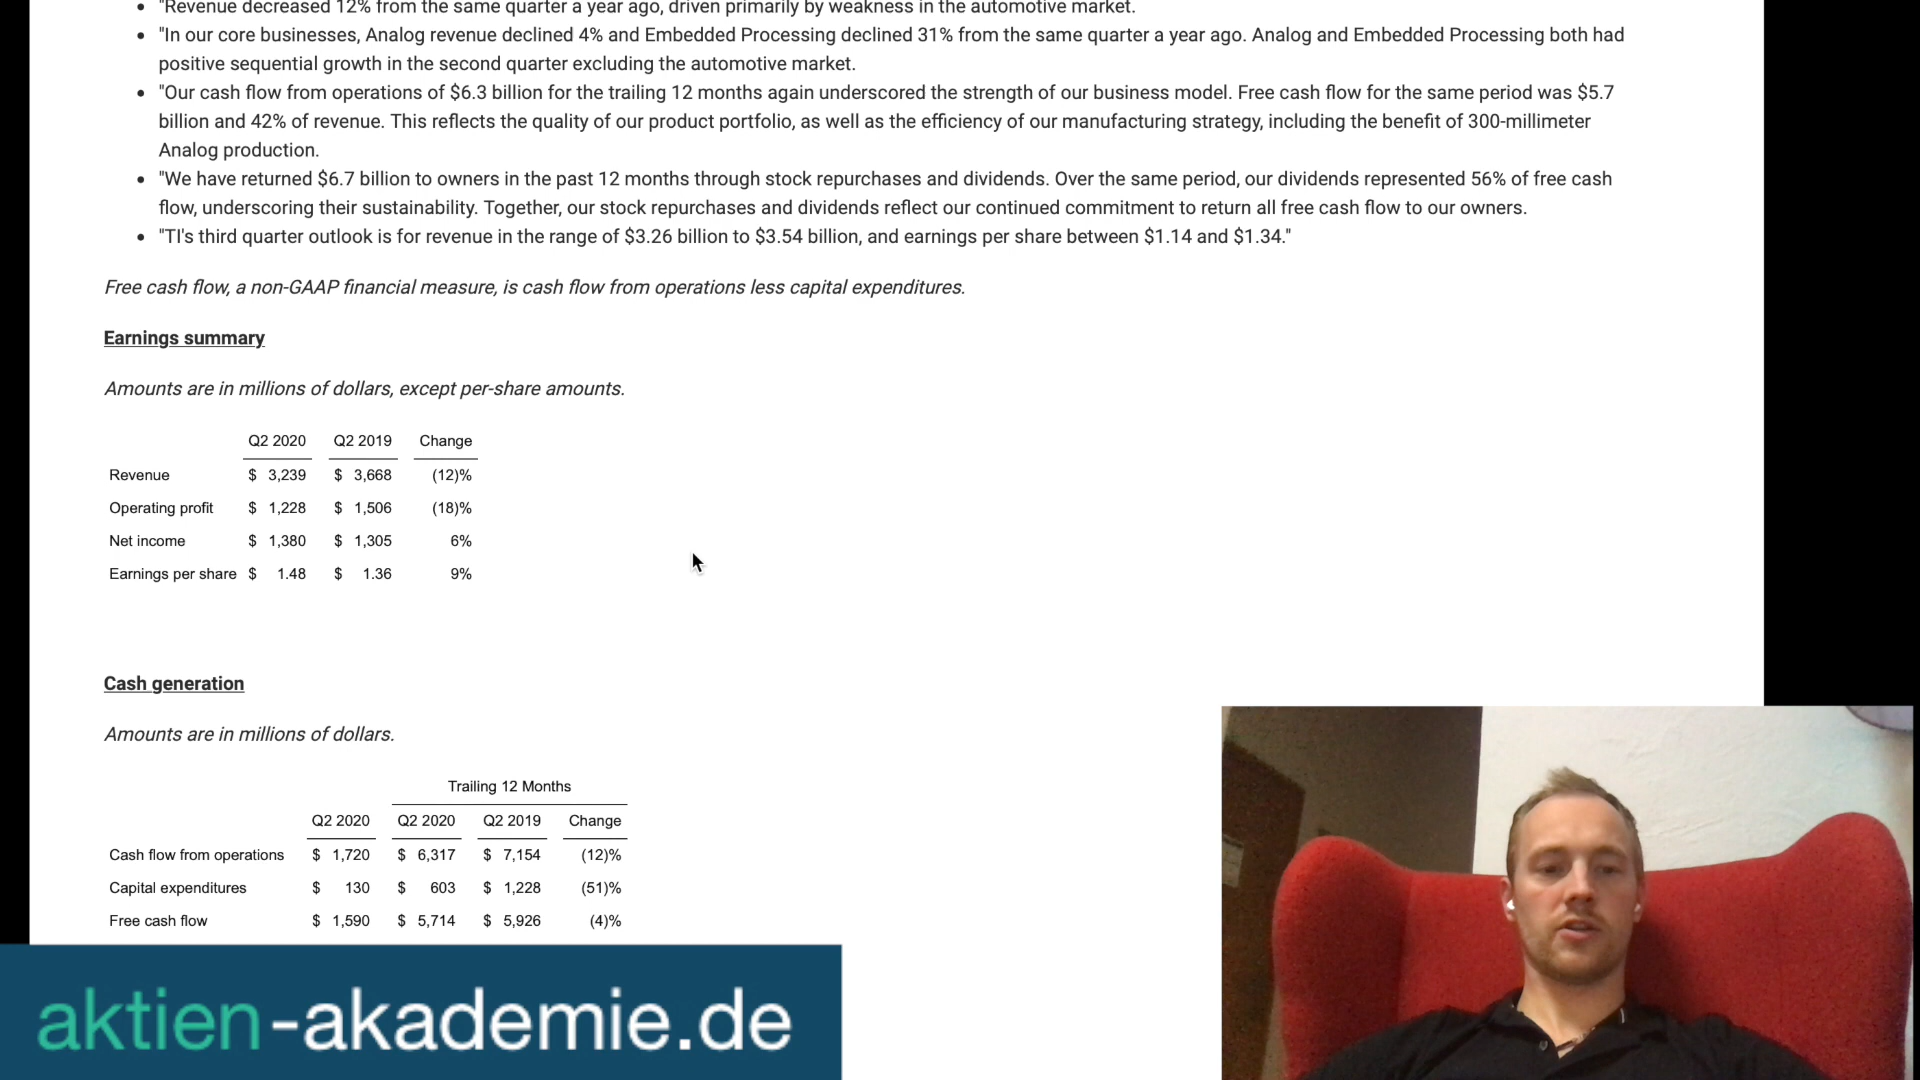 • "Revenue decreased 12% from the same quarter a year ago, driven primarily by weakness in the automotive market.
• "In our core businesses, Analog revenue declined 4% and Embedded Processing declined 31% from the same quarter a year ago. Analog and Embedded Processing both had
positive sequential growth in the second quarter excluding the automotive market.
• "Our cash flow from operations of $6.3 billion for the trailing 12 months again underscored the strength of our business model. Free cash flow for the same period was $5.7
billion and 42% of revenue. This reflects the quality of our product portfolio, as well as the efficiency of our manufacturing strategy, including the benefit of 300-millimeter
Analog production.
• "We have returned $6.7 billion to owners in the past 12 months through stock repurchases and dividends. Over the same period, our dividends represented 56% of free cash
flow, underscoring their sustainability. Together, our stock repurchases and dividends reflect our continued commitment to return all free cash flow to our owners.
• "TI's third quarter outlook is for revenue in the range of $3.26 billion to $3.54 billion, and earnings per share between $1.14 and $1.34."
Free cash flow, a non-GAAP financial measure, is cash flow from operations less capital expenditures.
Earnings summary
Amounts are in millions of dollars, except per-share amounts.
Q2 2020 Q2 2019 Change
Revenue $ 3,239 $ 3,668 (12)%
Operating profit $ 1,228 $ 1,506 (18)%
Net income $ 1,380 $ 1,305 6%
Earnings per share $ 1.48 $ 1.36 9%
Cash generation
Amounts are in millions of dollars.
Trailing 12 Months
Q2 2020 Q2 2020 Q2 2019 Change
Cash flow from operations $ 1,720 $ 6,317 $ 7,154 (12)%
Capital expenditures $ 130 $ 603 $ 1,228 (51)%
Free cash flow $ 1,590 $ 5,714 $ 5,926 (4)%
aktien-akademie.de